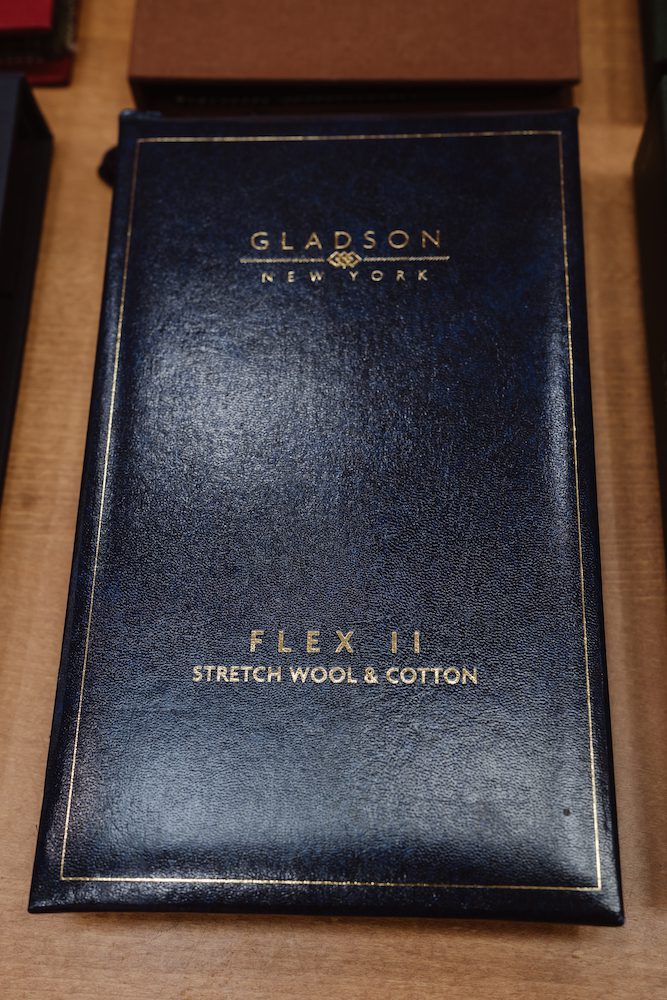 GLADSON
NEW YORK
FLEX II
STRETCH WOOL & COTTON